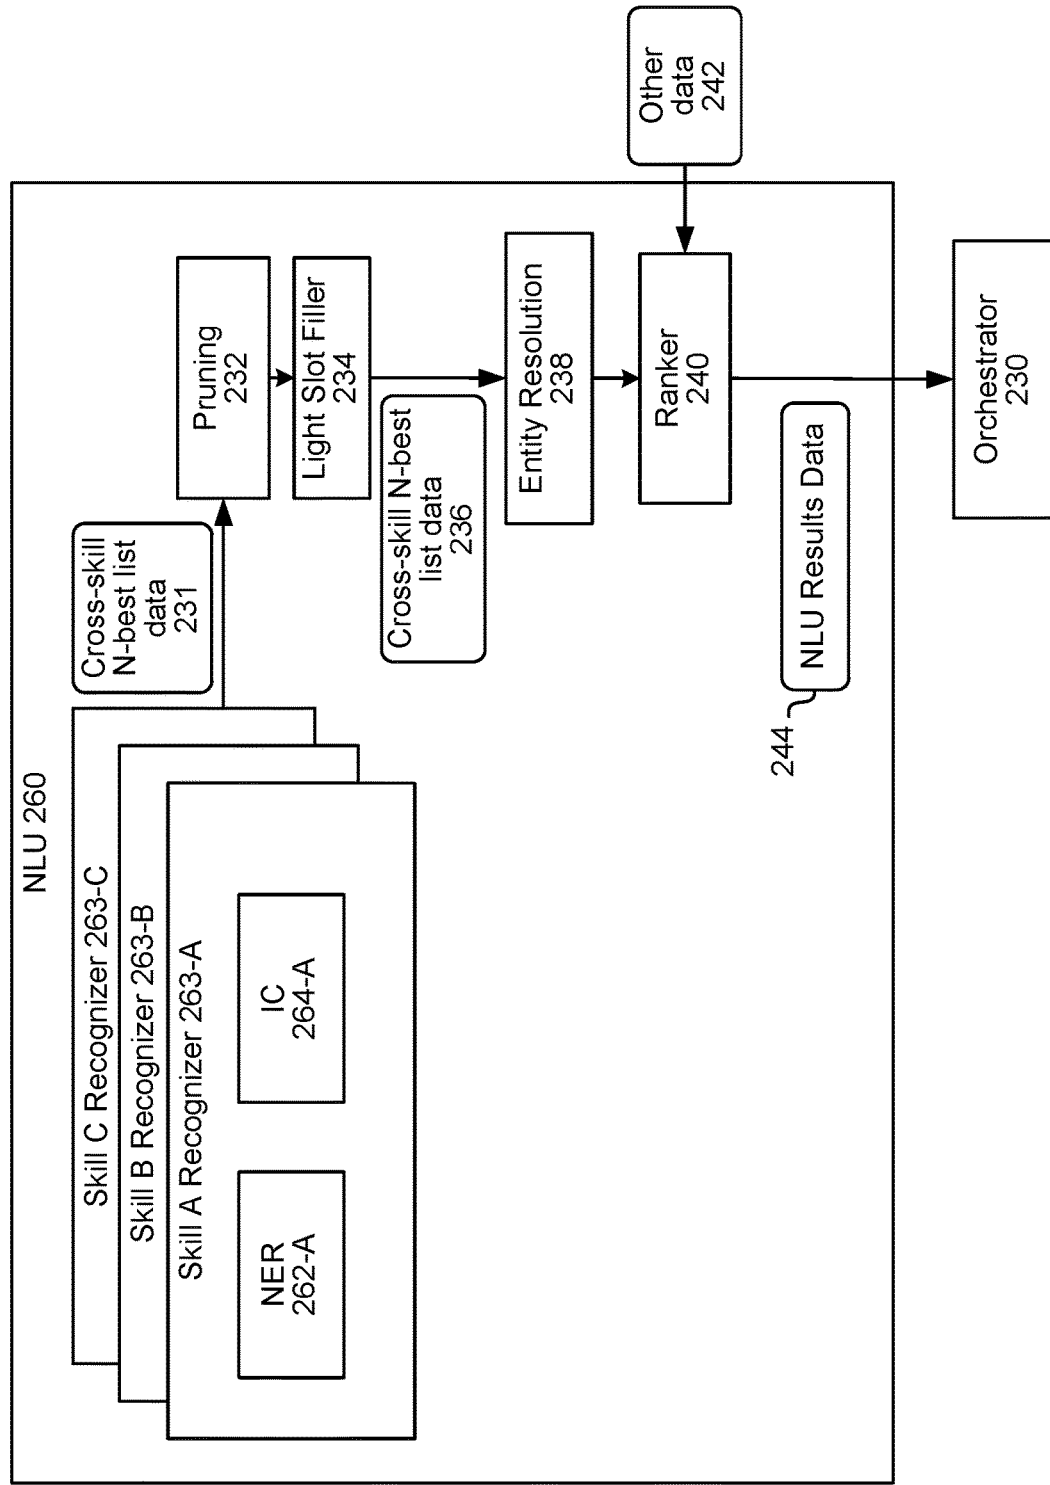 NLU 260
Skill C Recognizer 263-C
Skill B Recognizer 263-B
Skill A Recognizer 263-A
NER
262-A
IC
264-A
Cross-skill
N-best list
data
231
Pruning
232
Light Slot Filler
234
Cross-skill N-best
list data
236
Entity Resolution
238
Ranker
240
Other
data
242
244
NLU Results Data
Orchestrator
230